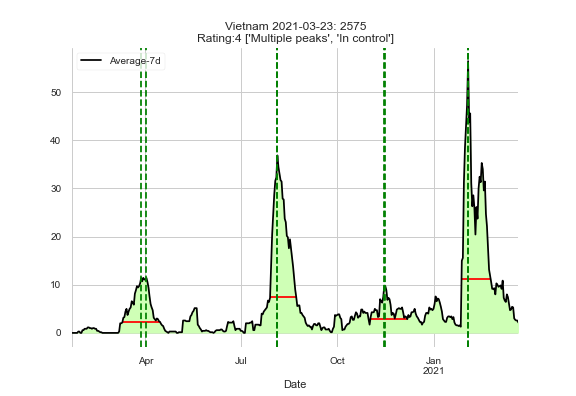 Vietnam 2021-03-23: 2575
Rating:4 ['Multiple peaks', 'In control']
Average-7d
50
40
30
20
10
0
Apr
Jul
Oct
Jan
2021
Date